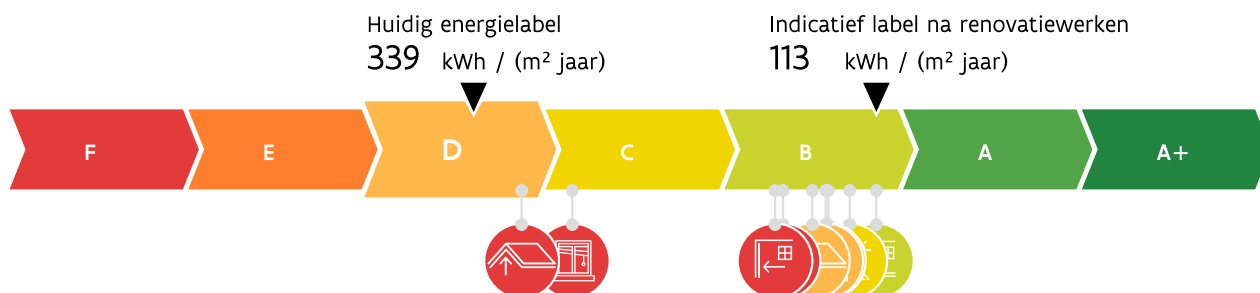 Huidig energielabel
339 kWh / (m² jaar)
Indicatief label na renovatiewerken
113 kWh / (m² jaar)
F E D C B A A+